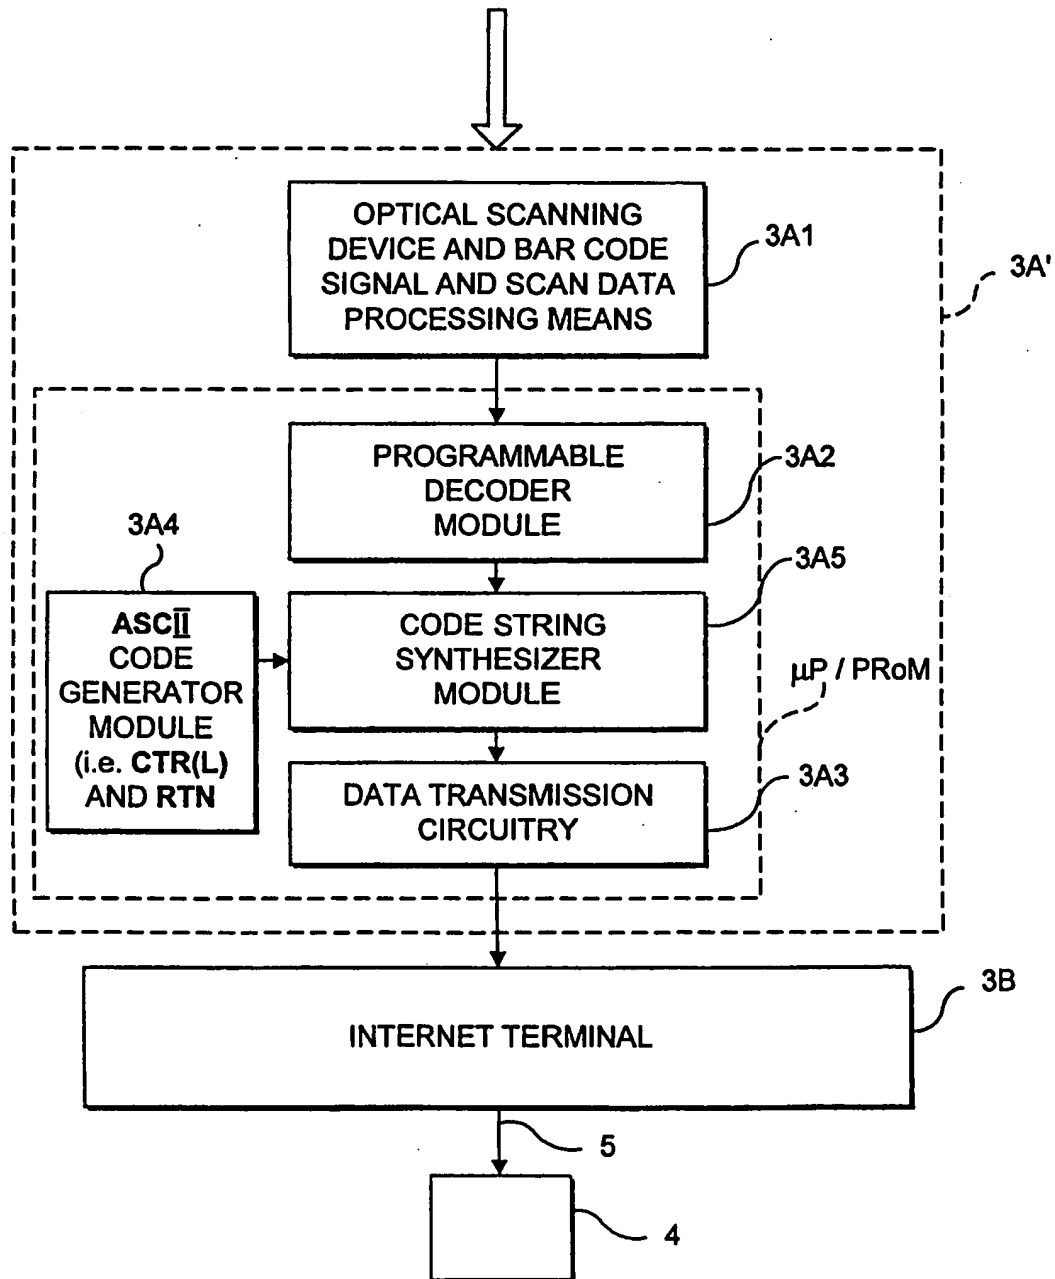 OPTICAL SCANNING
DEVICE AND BAR CODE
SIGNAL AND SCAN DATA
PROCESSING MEANS
3A1
3A'
PROGRAMMABLE
DECODER
MODULE
3A2
3A4
ASCII
CODE
GENERATOR
MODULE
(i.e. CTR(L)
AND RTN
CODE STRING
SYNTHESIZER
MODULE
3A5
µP / PRoM
DATA TRANSMISSION
CIRCUITRY
3A3
INTERNET TERMINAL
3B
5
4